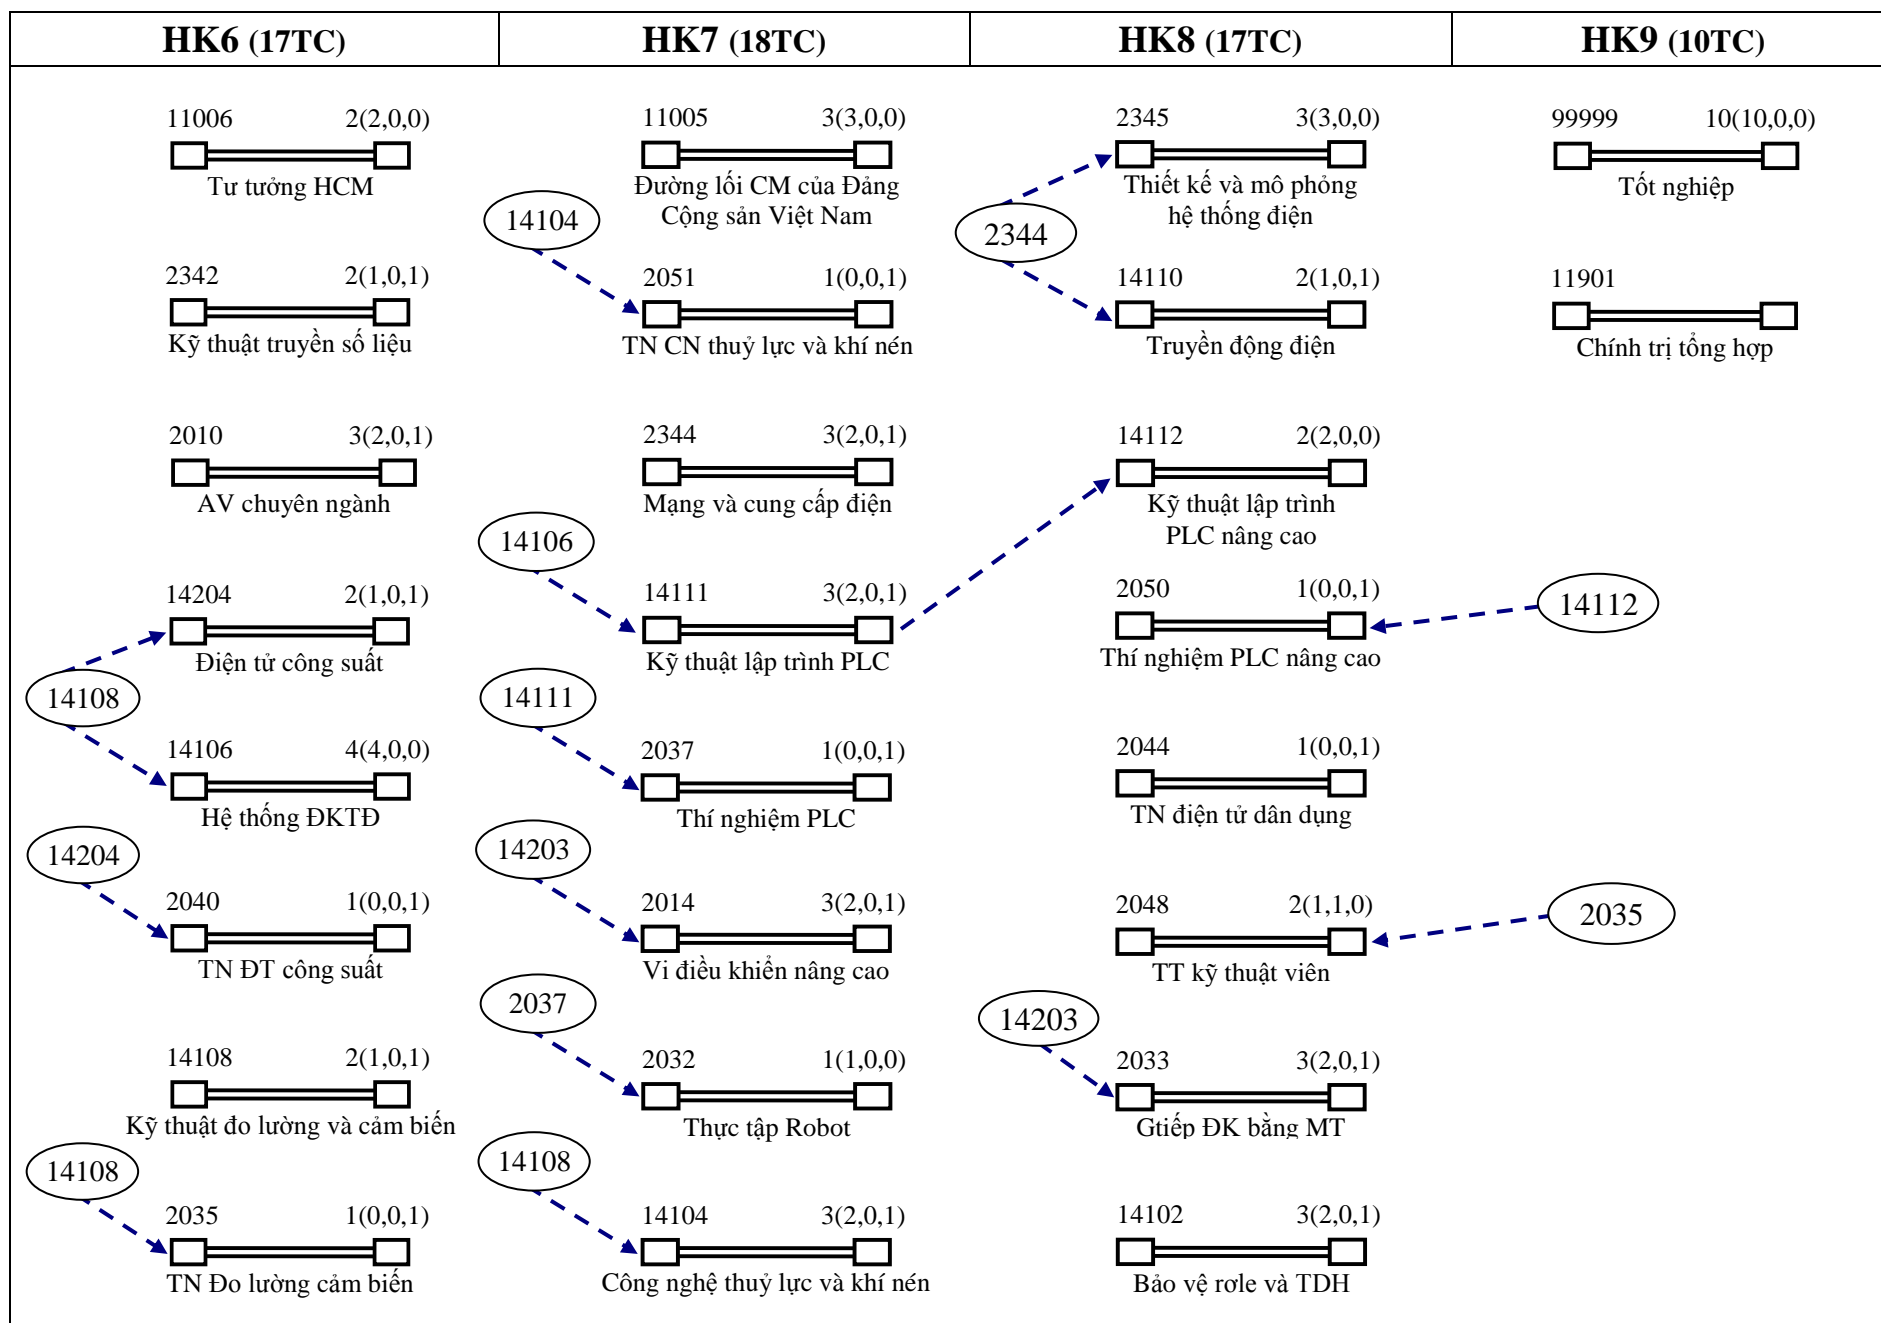 HK6 (17TC)
HK7 (18TC)
HK8 (17TC)
HK9 (10TC)
11006 2(2,0,0)
Tư tưởng HCM
2342 2(1,0,1)
Kỹ thuật truyền số liệu
2010 3(2,0,1)
AV chuyên ngành
14204 2(1,0,1)
Điện tử công suất
14108
14106 4(4,0,0)
Hệ thống ĐKTĐ
14204
2040 1(0,0,1)
TN ĐT công suất
14108 2(1,0,1)
Kỹ thuật đo lường và cảm biến
14108
2035 1(0,0,1)
TN Đo lường cảm biến
11005 3(3,0,0)
Đường lối CM của Đảng
Cộng sản Việt Nam
14104
2051 1(0,0,1)
TN CN thuỷ lực và khí nén
2344 3(2,0,1)
Mạng và cung cấp điện
14106
14111 3(2,0,1)
Kỹ thuật lập trình PLC
14111
2037 1(0,0,1)
Thí nghiệm PLC
14203
2014 3(2,0,1)
Vi điều khiển nâng cao
2037
2032 1(1,0,0)
Thực tập Robot
14108
14104 3(2,0,1)
Công nghệ thuỷ lực và khí nén
2345 3(3,0,0)
Thiết kế và mô phỏng
hệ thống điện
2344
14110 2(1,0,1)
Truyền động điện
14112 2(2,0,0)
Kỹ thuật lập trình
PLC nâng cao
2050 1(0,0,1)
Thí nghiệm PLC nâng cao
2044 1(0,0,1)
TN điện tử dân dụng
2048 2(1,1,0)
TT kỹ thuật viên
14203
2033 3(2,0,1)
Gtiếp ĐK bằng MT
14102 3(2,0,1)
Bảo vệ rơle và TDH
99999 10(10,0,0)
Tốt nghiệp
11901
Chính trị tổng hợp
14112
2035